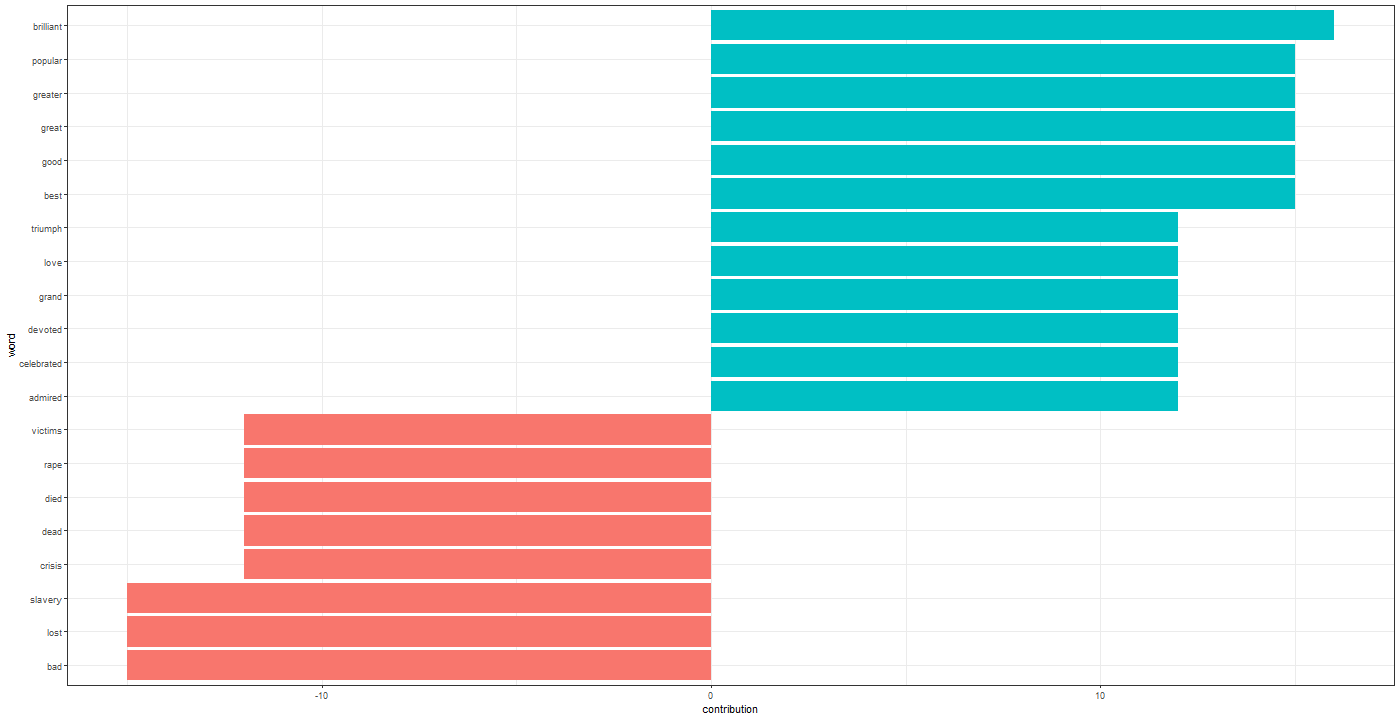 brilliant
popular
greater
great
good
best
triumph
love
grand
devoted
celebrated
admired
victims
rape
died
dead
crisis
slavery
lost
bad
word
-10 0 10
contribution